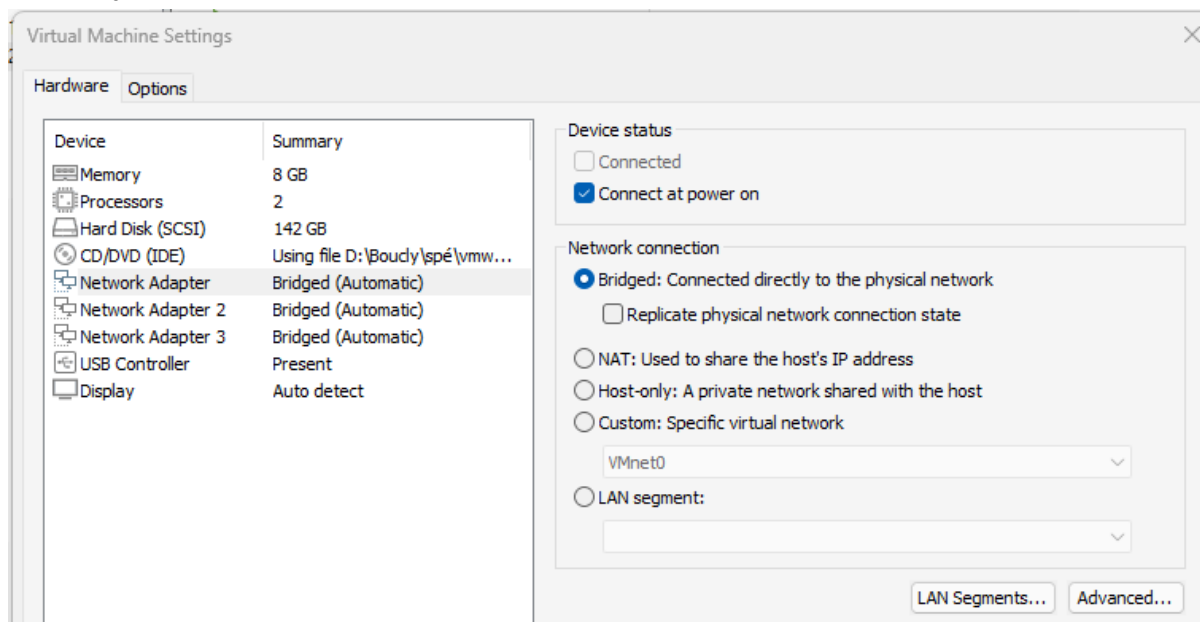 Virtual Machine Settings
Hardware Options
Device Summary
Memory 8 GB
Processors 2
Hard Disk (SCSI) 142 GB
CD/DVD (IDE) Using file D:\Boucly\spé\vmw...
Network Adapter Bridged (Automatic)
Network Adapter 2 Bridged (Automatic)
Network Adapter 3 Bridged (Automatic)
USB Controller Present
Display Auto detect
Device status
Connected
Connect at power on
Network connection
Bridged: Connected directly to the physical network
Replicate physical network connection state
NAT: Used to share the host's IP address
Host-only: A private network shared with the host
Custom: Specific virtual network
VMnet0
LAN segment:
LAN Segments... Advanced...